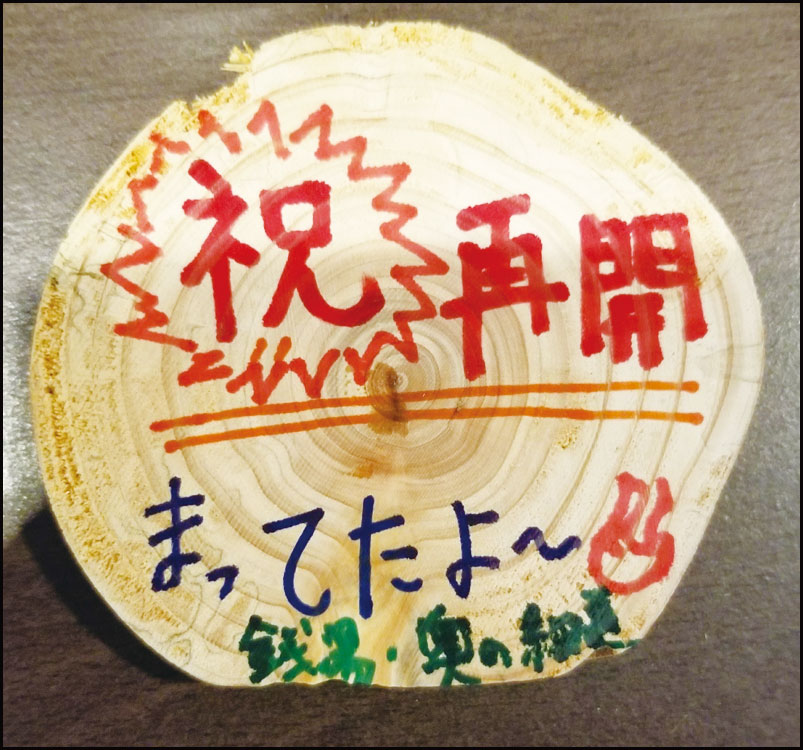 祝 再開
まってたよ～
銭湯・奥の細道